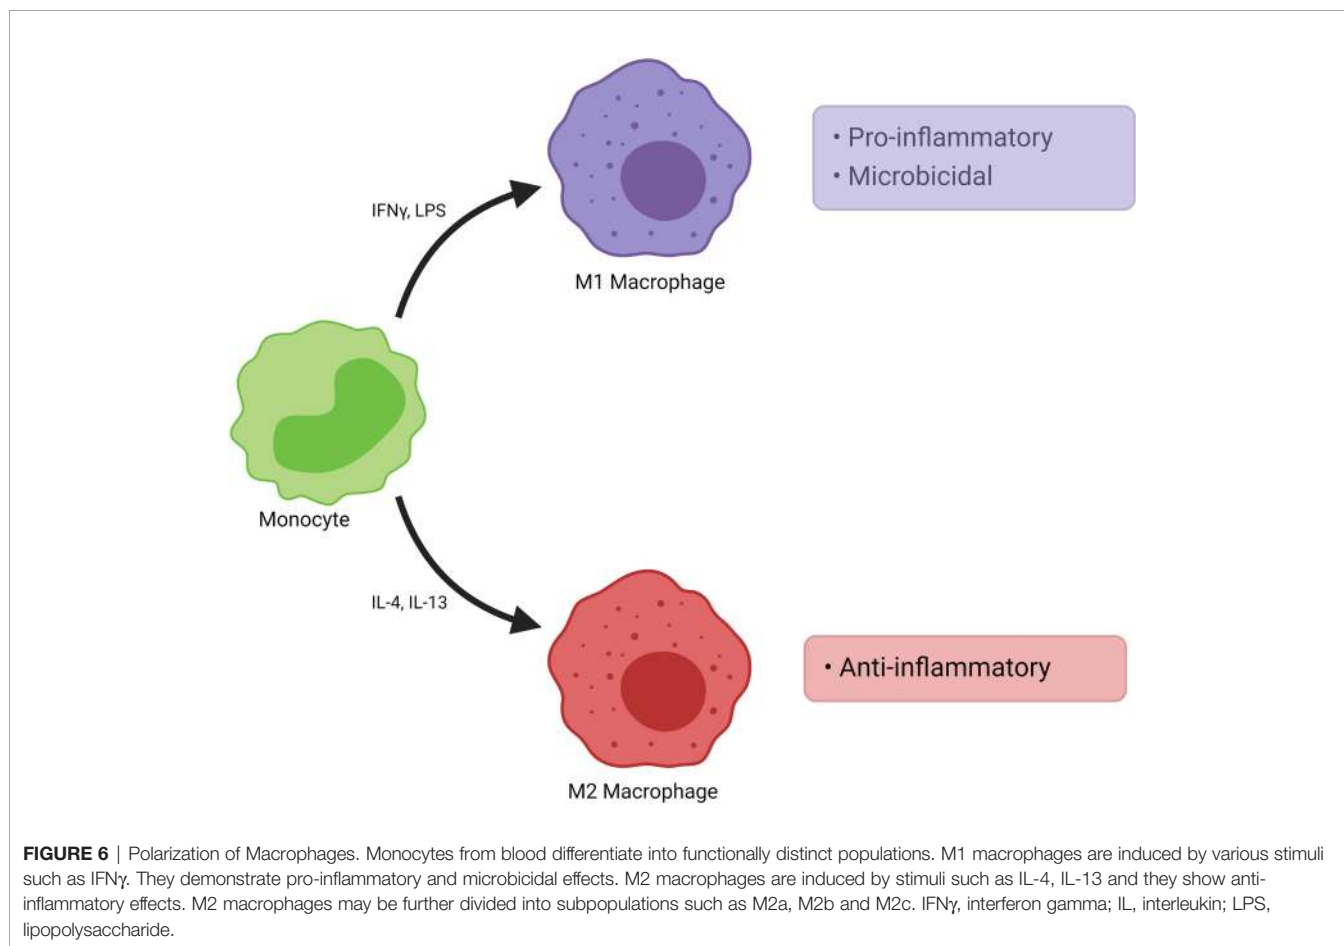 • Pro-inflammatory
• Microbicidal
IFNγ, LPS
M1 Macrophage
Monocyte
IL-4, IL-13
• Anti-inflammatory
M2 Macrophage
FIGURE 6 | Polarization of Macrophages. Monocytes from blood differentiate into functionally distinct populations. M1 macrophages are induced by various stimuli
such as IFNγ. They demonstrate pro-inflammatory and microbicidal effects. M2 macrophages are induced by stimuli such as IL-4, IL-13 and they show anti-
inflammatory effects. M2 macrophages may be further divided into subpopulations such as M2a, M2b and M2c. IFNγ, interferon gamma; IL, interleukin; LPS,
lipopolysaccharide.